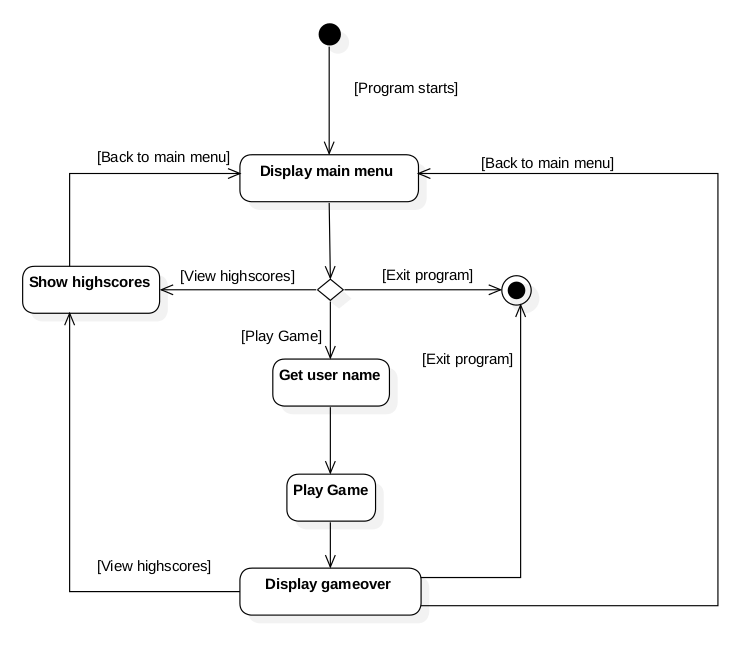 [Program starts]
[Back to main menu]
[Back to main menu]
Display main menu
[View highscores]
[Exit program]
Show highscores
[Play Game]
[Exit program]
Get user name
Play Game
[View highscores]
Display gameover